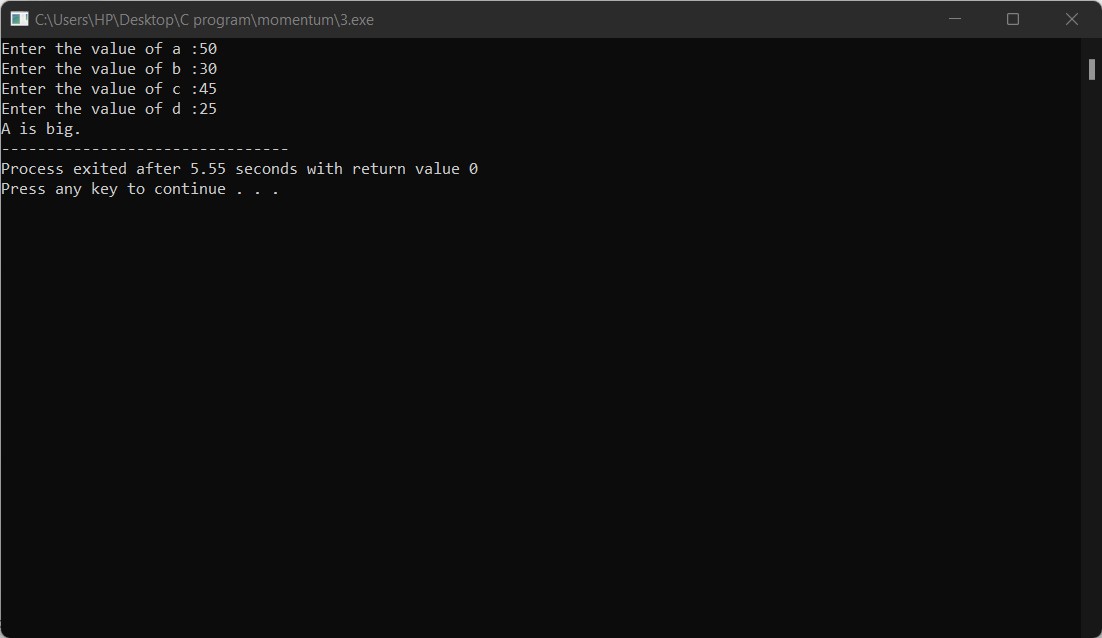 C:\Users\HP\Desktop\C program\momentum\3.exe
Enter the value of a :50
Enter the value of b :30
Enter the value of c :45
Enter the value of d :25
A is big.
--------------------------------
Process exited after 5.55 seconds with return value 0
Press any key to continue . . .